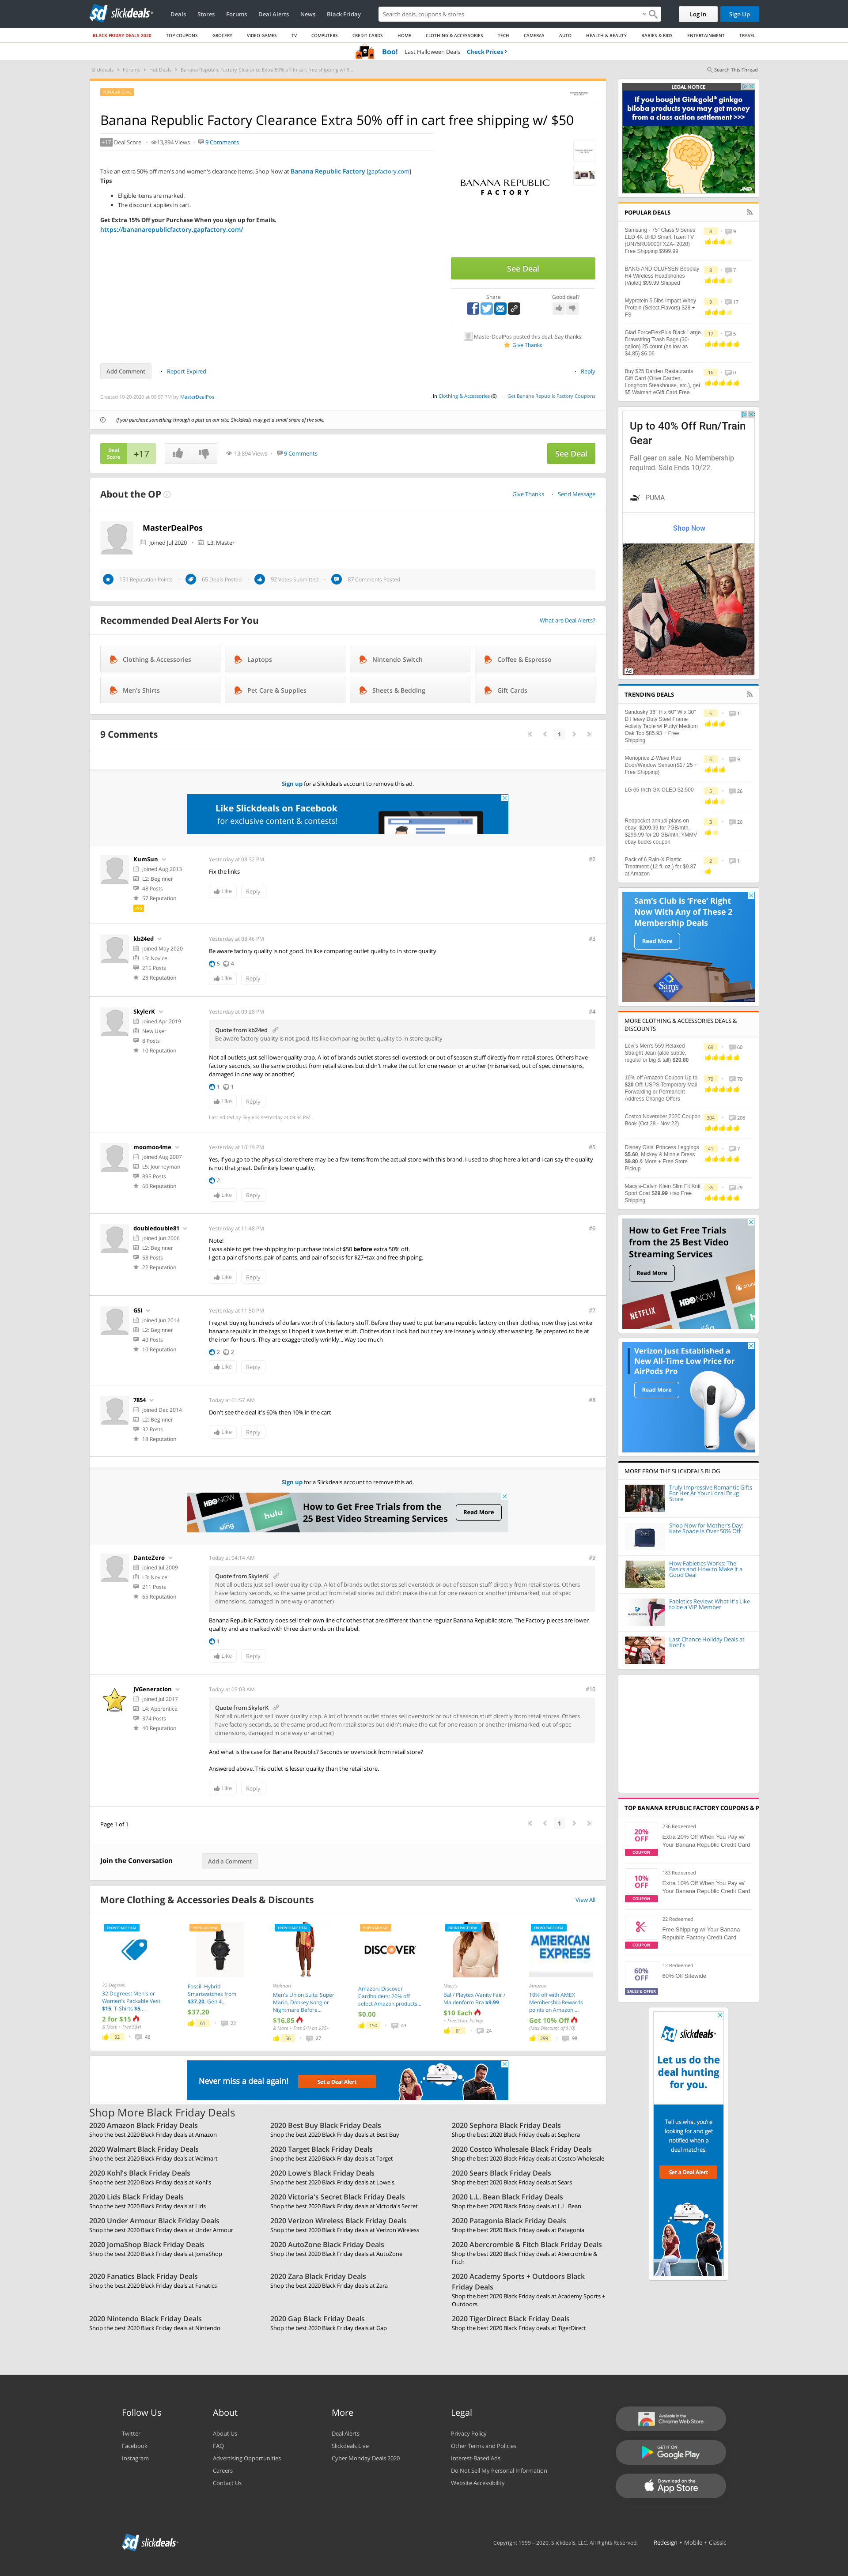 slickdeals
Deals
Stores
Forums
Deal Alerts
News
Black Friday
Search deals, coupons & stores
Log In
Sign Up
BLACK FRIDAY DEALS 2020
TOP COUPONS
GROCERY
VIDEO GAMES
TV
COMPUTERS
CREDIT CARDS
HOME
CLOTHING & ACCESSORIES
TECH
CAMERAS
AUTO
HEALTH & BEAUTY
BABIES & KIDS
ENTERTAINMENT
TRAVEL
Boo! Last Halloween Deals Check Prices
Slickdeals
Forums
Hot Deals
Banana Republic Factory Clearance Extra 50% off in cart free shipping w/ $...
Search This Thread
POPULAR DEAL
Banana Republic Factory Clearance Extra 50% off in cart free shipping w/ $50
+17 Deal Score
13,894 Views
9 Comments
Take an extra 50% off men's and women's clearance items. Shop Now at Banana Republic Factory [gapfactory.com]
Tips
Eligible items are marked.
The discount applies in cart.
Get Extra 15% Off your Purchase When you sign up for Emails.
https://bananarepublicfactory.gapfactory.com/
BANANA REPUBLIC
FACTORY
See Deal
Share
Good deal?
MasterDealPos posted this deal. Say thanks!
Give Thanks
Add Comment
Report Expired
Reply
Created 10-25-2020 at 09:07 PM by MasterDealPos
in Clothing & Accessories (6)
Get Banana Republic Factory Coupons
If you purchase something through a post on our site, Slickdeals may get a small share of the sale.
Deal
Score
+17
13,894 Views
9 Comments
See Deal
About the OP
Give Thanks
Send Message
MasterDealPos
Joined Jul 2020
L3: Master
151 Reputation Points
65 Deals Posted
92 Votes Submitted
87 Comments Posted
Recommended Deal Alerts For You
What are Deal Alerts?
Clothing & Accessories
Laptops
Nintendo Switch
Coffee & Espresso
Men's Shirts
Pet Care & Supplies
Sheets & Bedding
Gift Cards
9 Comments
1
Sign up for a Slickdeals account to remove this ad.
Like Slickdeals on Facebook
for exclusive content & contests!
KumSun
Joined Aug 2013
L2: Beginner
48 Posts
57 Reputation
Pro
Yesterday at 08:32 PM
#2
Fix the links
Like
Reply
kb24ed
Joined May 2020
L3: Novice
215 Posts
23 Reputation
Yesterday at 08:46 PM
#3
Be aware factory quality is not good. Its like comparing outlet quality to in store quality
5
4
Like
Reply
SkylerK
Joined Apr 2019
New User
8 Posts
10 Reputation
Yesterday at 09:28 PM
#4
Quote from kb24ed
Be aware factory quality is not good. Its like comparing outlet quality to in store quality
Not all outlets just sell lower quality crap. A lot of brands outlet stores sell overstock or out of season stuff directly from retail stores. Others have
factory seconds, so the same product from retail stores but didn't make the cut for one reason or another (mismarked, out of spec dimensions,
damaged in one way or another)
1
1
Like
Reply
Last edited by SkylerK Yesterday at 09:34 PM.
moomoo4me
Joined Aug 2007
L5: Journeyman
895 Posts
60 Reputation
Yesterday at 10:19 PM
#5
Yes, if you go to the physical store there may be a few items mixed in from the actual store with this brand. I used to shop here a lot and i can say the quality
is not that great. Definitely lower quality.
2
Like
Reply
doubledouble81
Joined Jun 2006
L2: Beginner
53 Posts
22 Reputation
Yesterday at 11:48 PM
#6
Note!
I was able to get free shipping for purchase total of $50 before extra 50% off.
I got a pair of shorts, pair of pants, and pair of socks for $27+tax and free shipping.
Like
Reply
GSI
Joined Jun 2014
L2: Beginner
40 Posts
10 Reputation
Yesterday at 11:50 PM
#7
I regret buying hundreds of dollars worth of this factory stuff. Before they used to put banana republic factory on their clothes, now they just write
banana republic in the tags so I hoped it was better stuff. Clothes don't look bad but they are insanely wrinkly after washing. Be prepared to be at
the iron for hours. They are exaggeratedly wrinkly... Way too much
2
2
Like
Reply
7854
Joined Dec 2014
L2: Beginner
32 Posts
18 Reputation
Today at 01:57 AM
#8
Don't see the deal it's 60% then 10% in the cart
Like
Reply
Sign up for a Slickdeals account to remove this ad.
HBO NOW
sling
hulu
How to Get Free Trials from the
25 Best Video Streaming Services
Read More
DanteZero
Joined Jul 2009
L3: Novice
211 Posts
65 Reputation
Today at 04:14 AM
#9
Quote from SkylerK
Not all outlets just sell lower quality crap. A lot of brands outlet stores sell overstock or out of season stuff directly from retail stores. Others have
factory seconds, so the same product from retail stores but didn't make the cut for one reason or another (mismarked, out of spec
dimensions, damaged in one way or another)
Banana Republic Factory does sell their own line of clothes that are different than the regular Banana Republic store. The Factory pieces are lower
quality and are marked with three diamonds on the label.
1
Like
Reply
JVGeneration
Joined Jul 2017
L4: Apprentice
374 Posts
40 Reputation
Today at 05:03 AM
#10
Quote from SkylerK
Not all outlets just sell lower quality crap. A lot of brands outlet stores sell overstock or out of season stuff directly from retail stores. Others
have factory seconds, so the same product from retail stores but didn't make the cut for one reason or another (mismarked, out of spec
dimensions, damaged in one way or another)
And what is the case for Banana Republic? Seconds or overstock from retail store?
Answered above. This outlet is lesser quality than the retail store.
Like
Reply
Page 1 of 1
1
Join the Conversation
Add a Comment
More Clothing & Accessories Deals & Discounts
View All
FRONTPAGE DEAL
32 Degrees
32 Degrees: Men's or
Women's Packable Vest
$15, T-Shirts $5,...
2 for $15
& More + Free S&H
92
46
POPULAR DEAL
Fossil: Hybrid
Smartwatches from
$37.20, Gen 4...
$37.20
61
22
FRONTPAGE DEAL
Walmart
Men's Union Suits: Super
Mario, Donkey Kong or
Nightmare Before...
$16.85
& More + Free S/H on $35+
56
27
POPULAR DEAL
DISCOVER
Amazon: Discover
Cardholders: 20% off
select Amazon products...
$0.00
150
43
FRONTPAGE DEAL
Macy's
Bali/ Playtex /Vanity Fair /
Maidenform Bra $9.99
$10 Each
+ Free Store Pickup
81
24
FRONTPAGE DEAL
AMERICAN
EXPRESS
Amazon
10% off with AMEX
Membership Rewards
points on Amazon...
Get 10% Off
(Max Discount of $15)
299
98
Never miss a deal again!
Set a Deal Alert
Shop More Black Friday Deals
2020 Amazon Black Friday Deals
Shop the best 2020 Black Friday deals at Amazon
2020 Best Buy Black Friday Deals
Shop the best 2020 Black Friday deals at Best Buy
2020 Sephora Black Friday Deals
Shop the best 2020 Black Friday deals at Sephora
2020 Walmart Black Friday Deals
Shop the best 2020 Black Friday deals at Walmart
2020 Target Black Friday Deals
Shop the best 2020 Black Friday deals at Target
2020 Costco Wholesale Black Friday Deals
Shop the best 2020 Black Friday deals at Costco Wholesale
2020 Kohl's Black Friday Deals
Shop the best 2020 Black Friday deals at Kohl's
2020 Lowe's Black Friday Deals
Shop the best 2020 Black Friday deals at Lowe's
2020 Sears Black Friday Deals
Shop the best 2020 Black Friday deals at Sears
2020 Lids Black Friday Deals
Shop the best 2020 Black Friday deals at Lids
2020 Victoria's Secret Black Friday Deals
Shop the best 2020 Black Friday deals at Victoria's Secret
2020 L.L. Bean Black Friday Deals
Shop the best 2020 Black Friday deals at L.L. Bean
2020 Under Armour Black Friday Deals
Shop the best 2020 Black Friday deals at Under Armour
2020 Verizon Wireless Black Friday Deals
Shop the best 2020 Black Friday deals at Verizon Wireless
2020 Patagonia Black Friday Deals
Shop the best 2020 Black Friday deals at Patagonia
2020 JomaShop Black Friday Deals
Shop the best 2020 Black Friday deals at JomaShop
2020 AutoZone Black Friday Deals
Shop the best 2020 Black Friday deals at AutoZone
2020 Abercrombie & Fitch Black Friday Deals
Shop the best 2020 Black Friday deals at Abercrombie &
Fitch
2020 Fanatics Black Friday Deals
Shop the best 2020 Black Friday deals at Fanatics
2020 Zara Black Friday Deals
Shop the best 2020 Black Friday deals at Zara
2020 Academy Sports + Outdoors Black
Friday Deals
Shop the best 2020 Black Friday deals at Academy Sports +
Outdoors
2020 Nintendo Black Friday Deals
Shop the best 2020 Black Friday deals at Nintendo
2020 Gap Black Friday Deals
Shop the best 2020 Black Friday deals at Gap
2020 TigerDirect Black Friday Deals
Shop the best 2020 Black Friday deals at TigerDirect
LEGAL NOTICE
If you bought Ginkgold® ginkgo
biloba products you may get money
from a class action settlement >>>
JND
POPULAR DEALS
Samsung - 75" Class 9 Series
LED 4K UHD Smart Tizen TV
(UN75RU9000FXZA- 2020)
Free Shipping $999.99
8
9
BANG AND OLUFSEN Beoplay
H4 Wireless Headphones
(Violet) $99.99 Shipped
8
7
Myprotein 5.5lbs Impact Whey
Protein (Select Flavors) $28 +
FS
9
17
Glad ForceFlexPlus Black Large
Drawstring Trash Bags (30-
gallon) 25 count (as low as
$4.85) $6.06
17
5
Buy $25 Darden Restaurants
Gift Card (Olive Garden,
Longhorn Steakhouse, etc.), get
$5 Walmart eGift Card Free
16
0
Up to 40% Off Run/Train
Gear
Fall gear on sale. No Membership
required. Sale Ends 10/22.
PUMA
Shop Now
Ad
TRENDING DEALS
Sandusky 36" H x 60" W x 30"
D Heavy Duty Steel Frame
Activity Table w/ Putty/ Medium
Oak Top $65.93 + Free
Shipping
6
1
Monoprice Z-Wave Plus
Door/Window Sensor($17.25 +
Free Shipping)
6
9
LG 65-Inch GX OLED $2,500
5
26
Redpocket annual plans on
ebay: $209.99 for 7GB/mth,
$299.99 for 20 GB/mth; YMMV
ebay bucks coupon
3
20
Pack of 6 Rain-X Plastic
Treatment (12 fl. oz.) for $9.87
at Amazon
2
1
Sam's Club is 'Free' Right
Now With Any of These 2
Membership Deals
Read More
Sam's
MORE CLOTHING & ACCESSORIES DEALS &
DISCOUNTS
Levi's Men's 559 Relaxed
Straight Jean (aloe subtle,
regular or big & tall) $20.80
69
60
10% off Amazon Coupon Up to
$20 Off! USPS Temporary Mail
Forwarding or Permanent
Address Change Offers
79
70
Costco November 2020 Coupon
Book (Oct 28 - Nov 22)
304
208
Disney Girls' Princess Leggings
$5.60, Mickey & Minnie Dress
$9.80 & More + Free Store
Pickup
41
7
Macy's-Calvin Klein Slim Fit Knit
Sport Coat $28.99 +tax Free
Shipping
35
29
How to Get Free Trials
from the 25 Best Video
Streaming Services
Read More
NETFLIX
HBO NOW
Verizon Just Established a
New All-Time Low Price for
AirPods Pro
Read More
MORE FROM THE SLICKDEALS BLOG
Truly Impressive Romantic Gifts
For Her At Your Local Drug
Store
Shop Now for Mother's Day:
Kate Spade Is Over 50% Off
How Fabletics Works: The
Basics and How to Make it a
Good Deal
Fabletics Review: What It's Like
to be a VIP Member
Last Chance Holiday Deals at
Kohl's
TOP BANANA REPUBLIC FACTORY COUPONS & P
20%
OFF
COUPON
236 Redeemed
Extra 20% Off When You Pay w/
Your Banana Republic Credit Card
10%
OFF
COUPON
183 Redeemed
Extra 10% Off When You Pay w/
Your Banana Republic Credit Card
COUPON
22 Redeemed
Free Shipping w/ Your Banana
Republic Factory Credit Card
60%
OFF
SALES & OFFER
12 Redeemed
60% Off Sitewide
slickdeals
Let us do the
deal hunting
for you.
Tell us what you're
looking for and get
notified when a
deal matches.
Set a Deal Alert
Follow Us
Twitter
Facebook
Instagram
About
About Us
FAQ
Advertising Opportunities
Careers
Contact Us
More
Deal Alerts
Slickdeals Live
Cyber Monday Deals 2020
Legal
Privacy Policy
Other Terms and Policies
Interest-Based Ads
Do Not Sell My Personal Information
Website Accessibility
Available in the
Chrome Web Store
GET IT ON
Google Play
Download on the
App Store
slickdeals
Copyright 1999 – 2020. Slickdeals, LLC. All Rights Reserved.
Redesign • Mobile • Classic